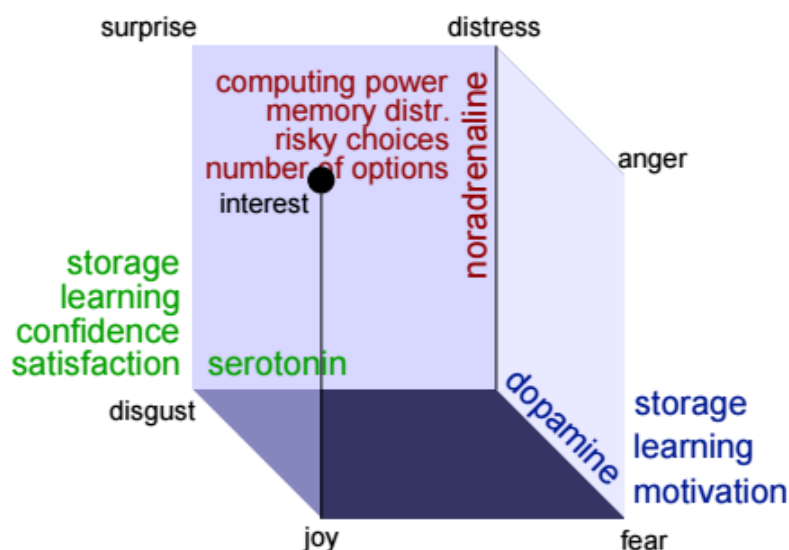 surprise
distress
computing power
memory distr.
risky choices
number of options
noradrenaline
anger
interest
storage
learning
confidence
satisfaction
serotonin
disgust
dopamine
storage
learning
motivation
joy
fear